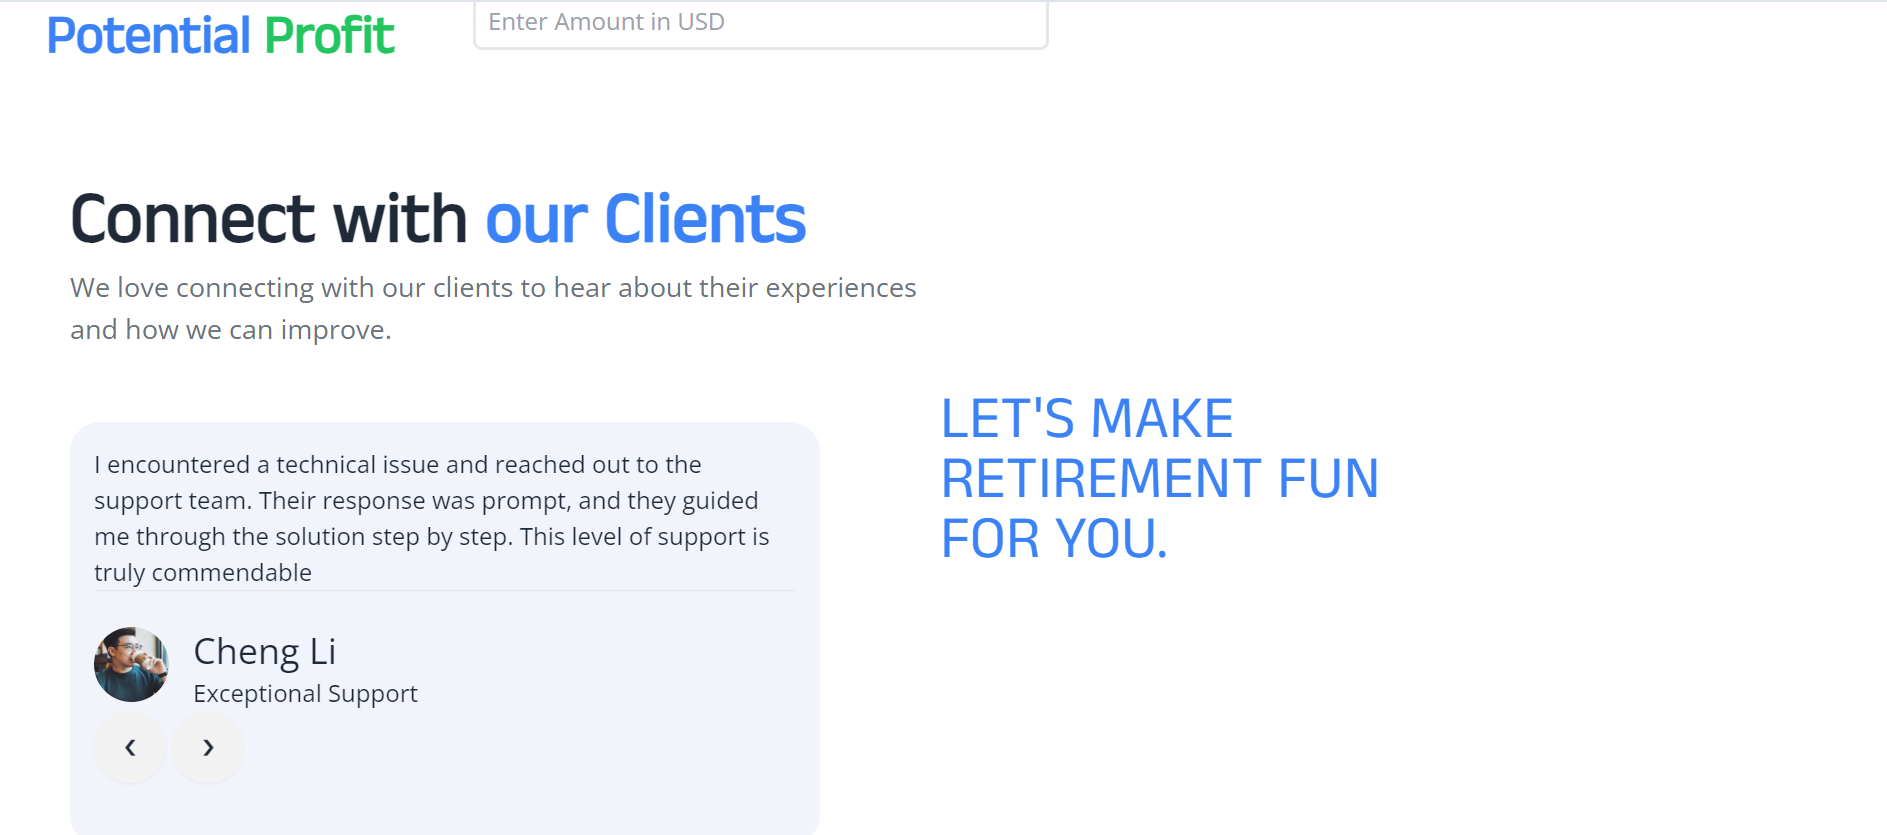 Potential Profit
Enter Amount in USD
Connect with our Clients
We love connecting with our clients to hear about their experiences
and how we can improve.
I encountered a technical issue and reached out to the
support team. Their response was prompt, and they guided
me through the solution step by step. This level of support is
truly commendable
Cheng Li
Exceptional Support
LET'S MAKE
RETIREMENT FUN
FOR YOU.